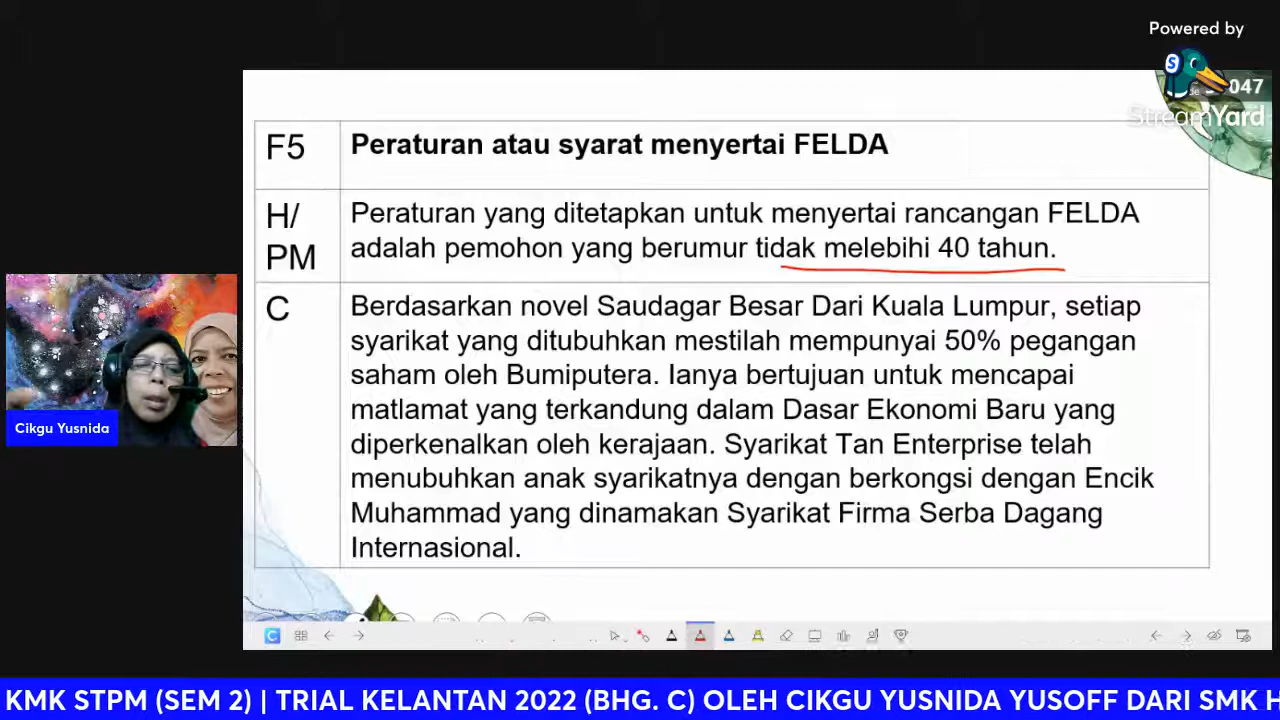 Powered by
StreamYard
047
F5
Peraturan atau syarat menyertai FELDA
H/
PM
Peraturan yang ditetapkan untuk menyertai rancangan FELDA
adalah pemohon yang berumur tidak melebihi 40 tahun.
C
Berdasarkan novel Saudagar Besar Dari Kuala Lumpur, setiap
syarikat yang ditubuhkan mestilah mempunyai 50% pegangan
saham oleh Bumiputera. Ianya bertujuan untuk mencapai
matlamat yang terkandung dalam Dasar Ekonomi Baru yang
diperkenalkan oleh kerajaan. Syarikat Tan Enterprise telah
menubuhkan anak syarikatnya dengan berkongsi dengan Encik
Muhammad yang dinamakan Syarikat Firma Serba Dagang
Internasional.
Cikgu Yusnida
KMK STPM (SEM 2) | TRIAL KELANTAN 2022 (BHG. C) OLEH CIKGU YUSNIDA YUSOFF DARI SMK H